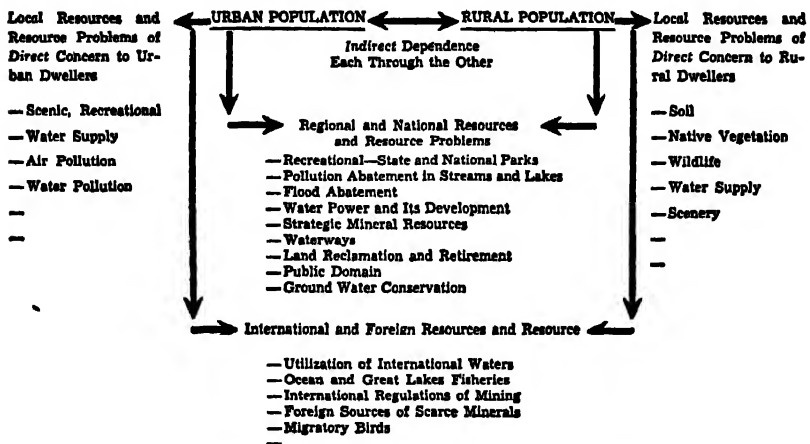 Local Resources and
Resource Problems of
Direct Concern to Ur-
ban Dwellers
—Scenic, Recreational
—Water Supply
—Air Pollution
—Water Pollution
—
—
URBAN POPULATION
RURAL POPULATION
Indirect Dependence
Each Through the Other
Local Resources and
Resource Problems of
Direct Concern to Ru-
ral Dwellers
—Soil
—Native Vegetation
—Wildlife
—Water Supply
—Scenery
—
—
Regional and National Resources
and Resource Problems
—Recreational—State and National Parks
—Pollution Abatement in Streams and Lakes
—Flood Abatement
—Water Power and Its Development
—Strategic Mineral Resources
—Waterways
—Land Reclamation and Retirement
—Public Domain
—Ground Water Conservation
International and Foreign Resources and Resource
—Utilization of International Waters
—Ocean and Great Lakes Fisheries
—International Regulations of Mining
—Foreign Sources of Scarce Minerals
—Migratory Birds
—